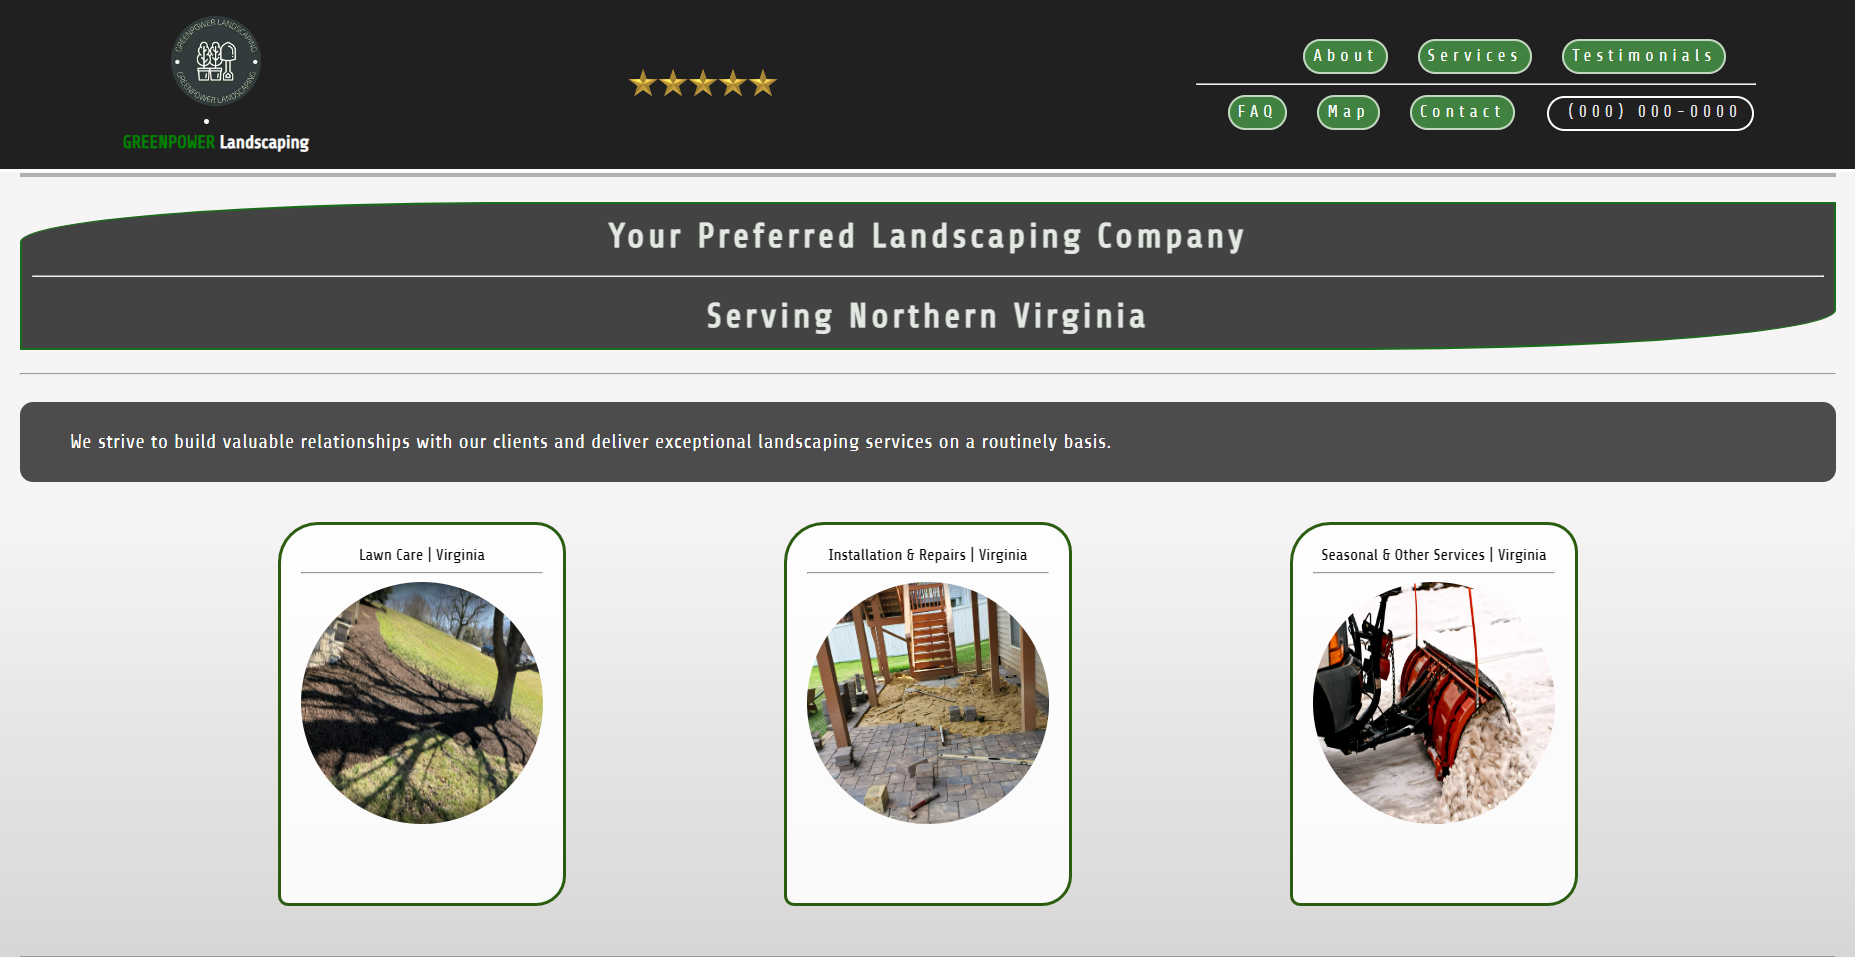 GREENPOWER LANDSCAPING
GREENPOWER LANDSCAPING
GREENPOWER Landscaping
About
Services
Testimonials
FAQ
Map
Contact
(000) 000-0000
Your Preferred Landscaping Company
Serving Northern Virginia
We strive to build valuable relationships with our clients and deliver exceptional landscaping services on a routinely basis.
Lawn Care | Virginia
Installation & Repairs | Virginia
Seasonal & Other Services | Virginia